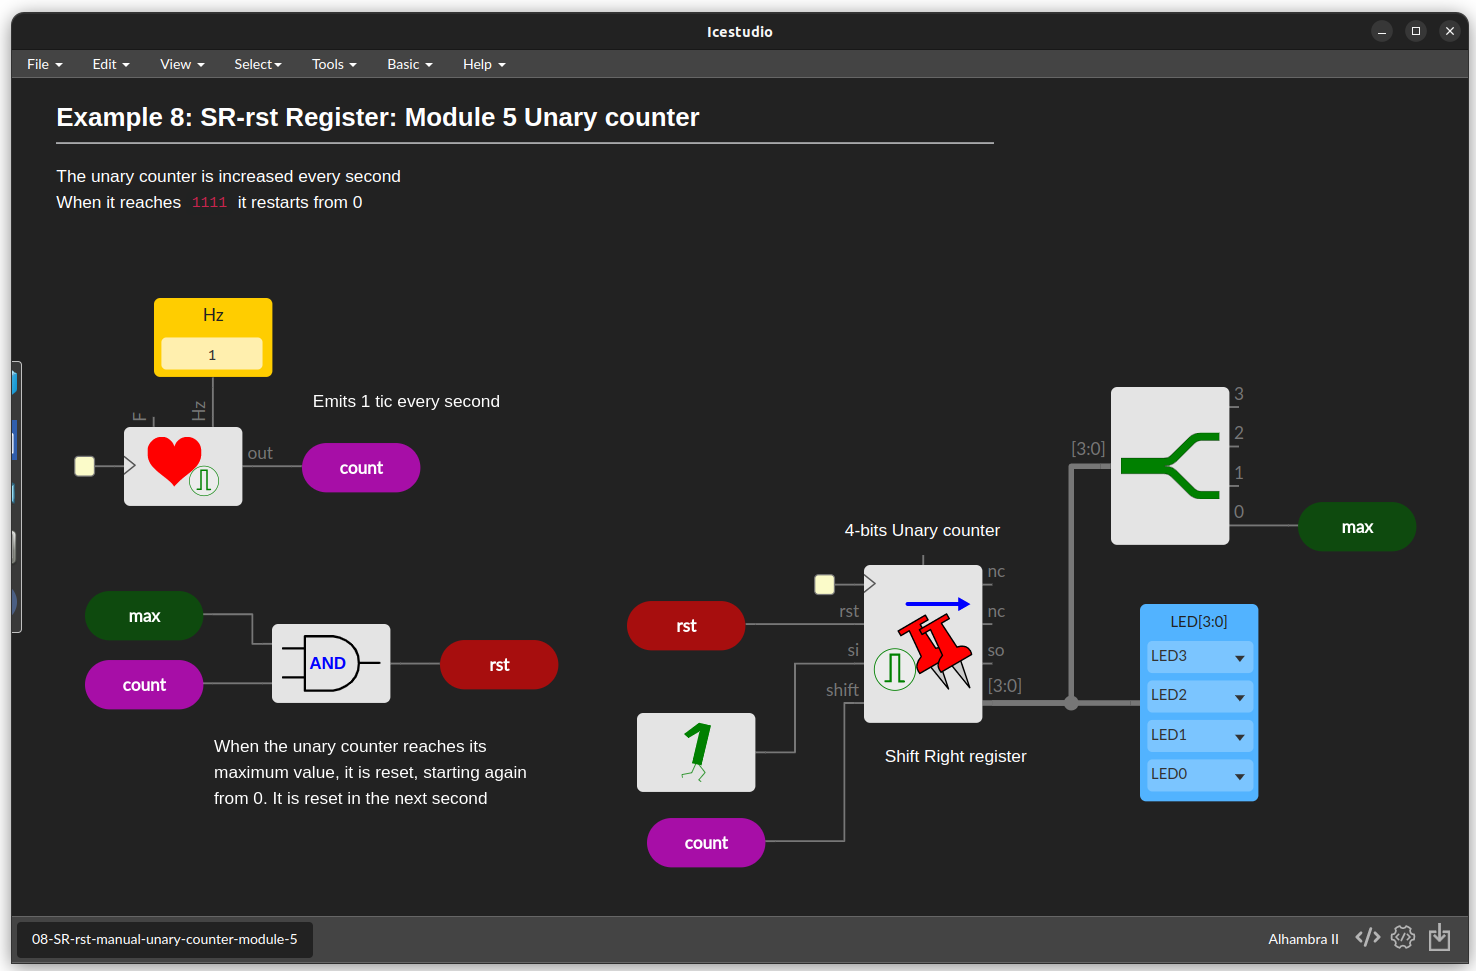 Icestudio
File Edit View Select Tools Basic Help
Example 8: SR-rst Register: Module 5 Unary counter
The unary counter is increased every second
When it reaches 1111 it restarts from 0
Hz
1
F
Hz
Emits 1 tic every second
out
count
3
2
1
0
[3:0]
max
4-bits Unary counter
nc
nc
so
[3:0]
rst
si
shift
rst
1
count
Shift Right register
LED[3:0]
LED3
LED2
LED1
LED0
max
count
AND
rst
When the unary counter reaches its
maximum value, it is reset, starting again
from 0. It is reset in the next second
08-SR-rst-manual-unary-counter-module-5
Alhambra II